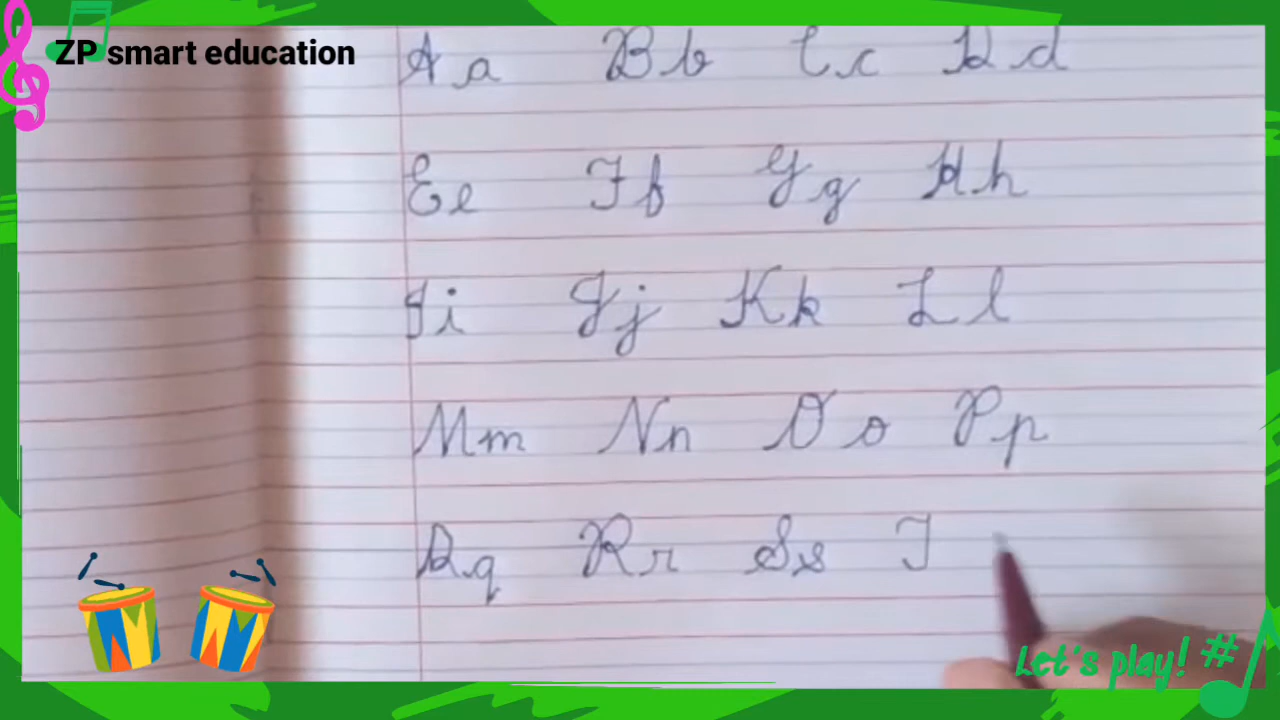 ZP smart education
Aa Bb Cc Dd
Ee Ff Gg Hh
Ii Jj Kk Ll
Mm Nn Oo Pp
Qq Rr Ss T
Let's play!